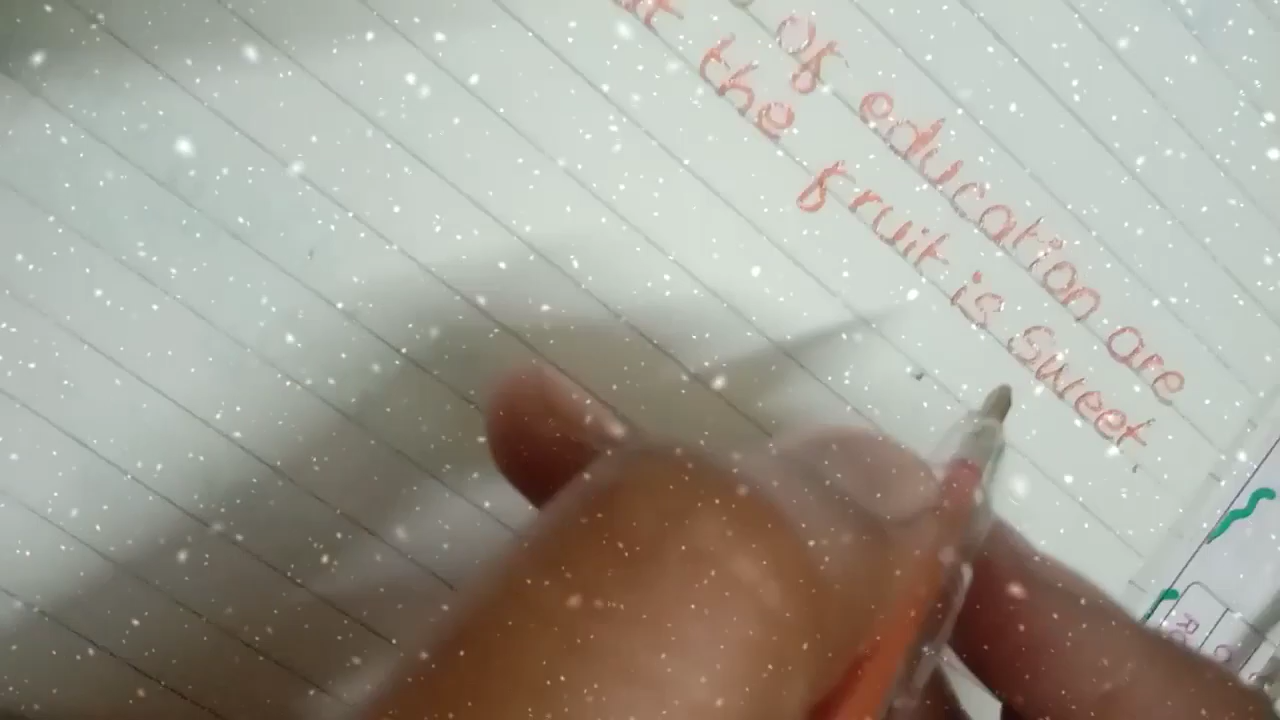 of education are
the fruit is sweet